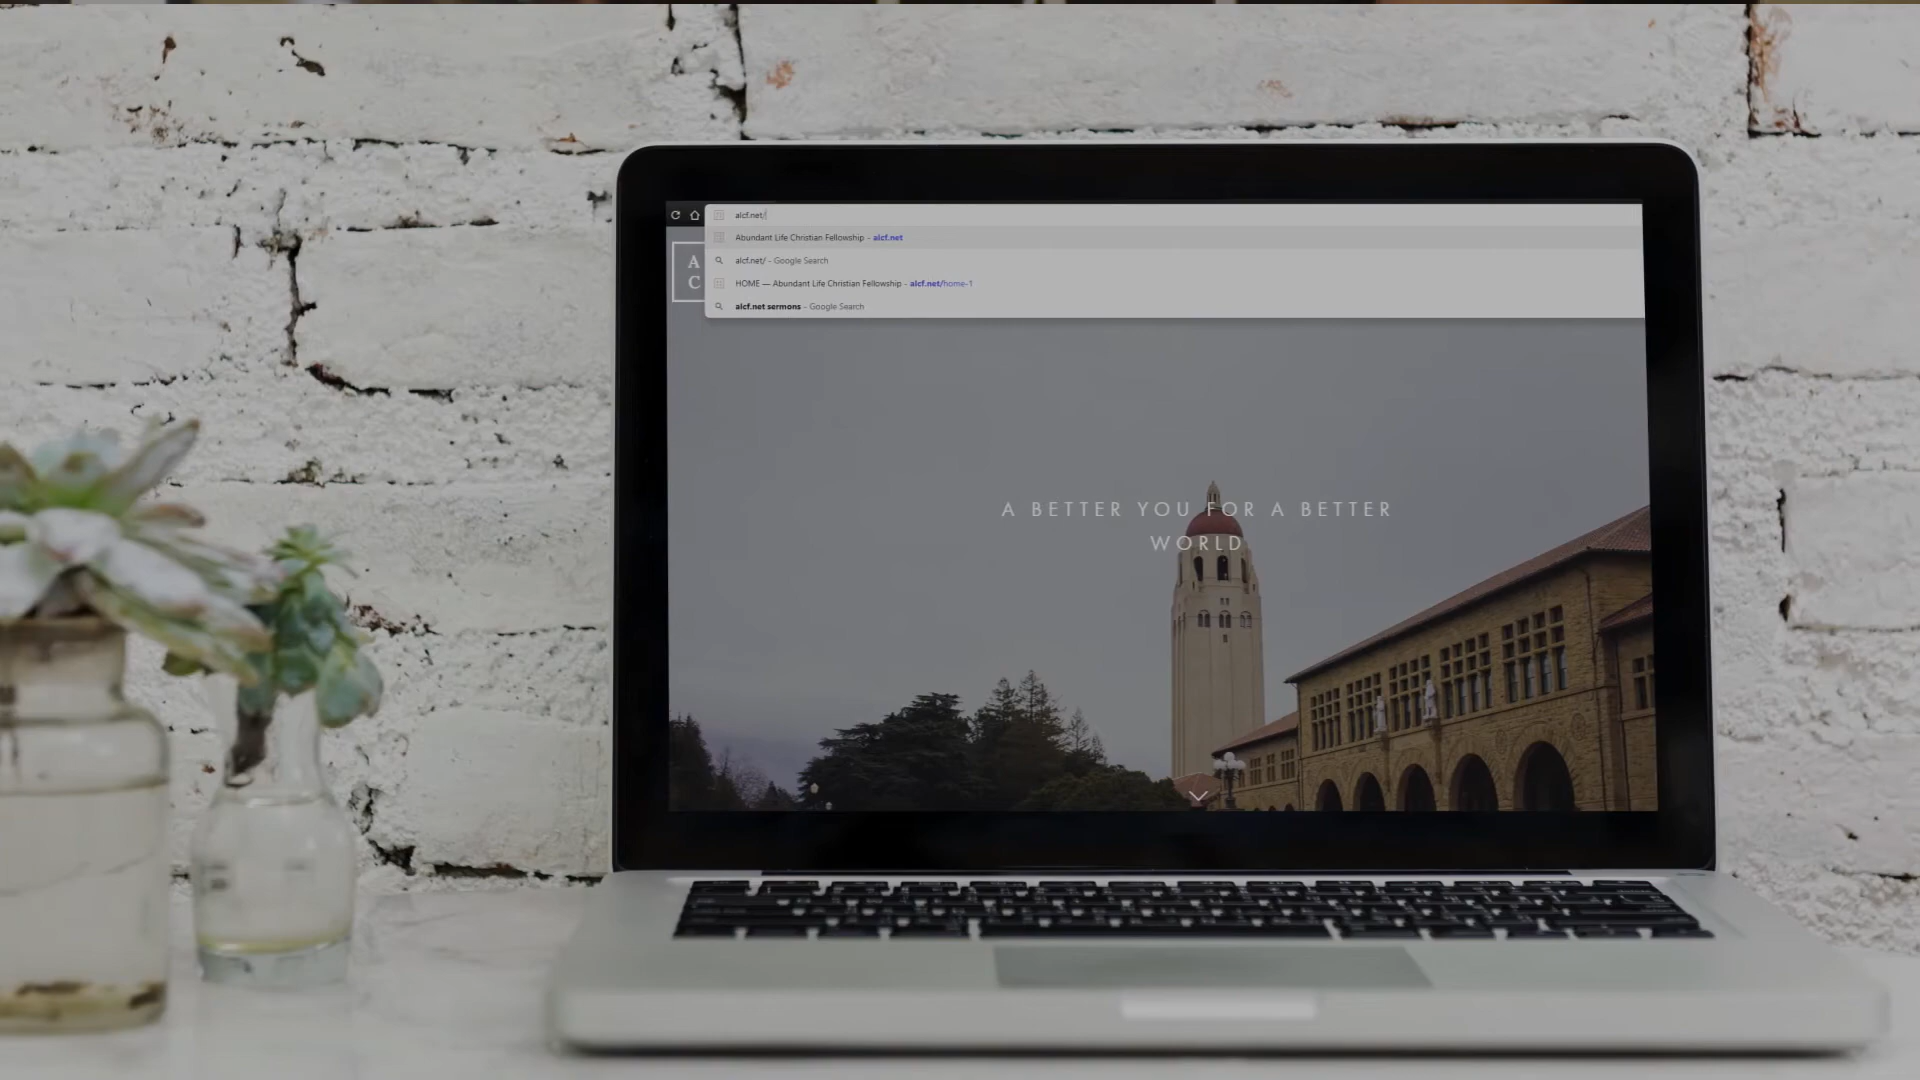 alcf.net/
Abundant Life Christian Fellowship - alcf.net
alcf.net/ - Google Search
HOME — Abundant Life Christian Fellowship - alcf.net/home-1
alcf.net sermons - Google Search
A
C
A BETTER YOU FOR A BETTER
WORLD